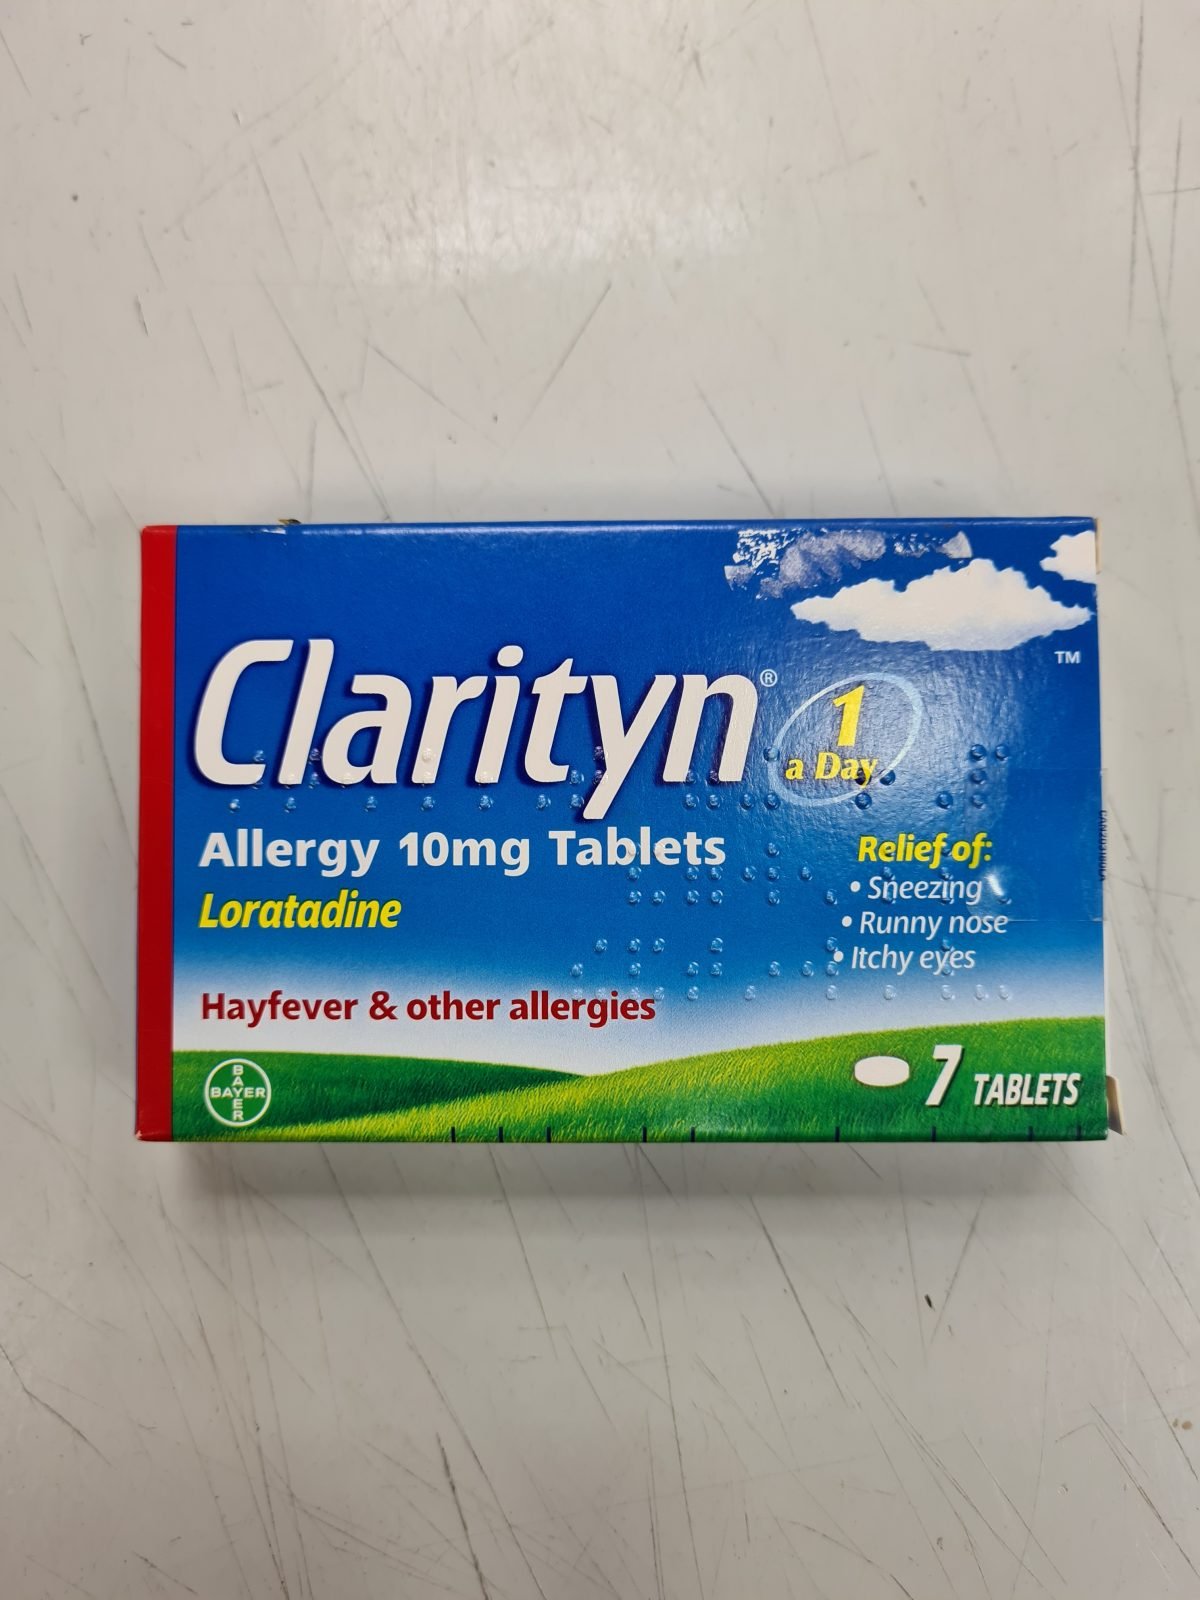 Clarityn®
1
a Day
TM
Allergy 10mg Tablets
Loratadine
Relief of:
• Sneezing
• Runny nose
• Itchy eyes
Hayfever & other allergies
BAYER
BAYER
7 TABLETS